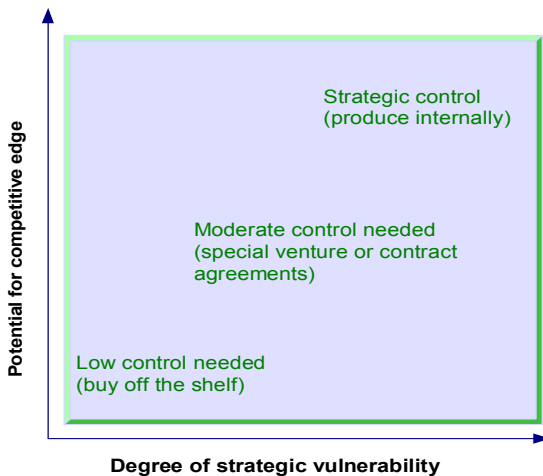 Potential for competitive edge
Strategic control
(produce internally)
Moderate control needed
(special venture or contract
agreements)
Low control needed
(buy off the shelf)
Degree of strategic vulnerability